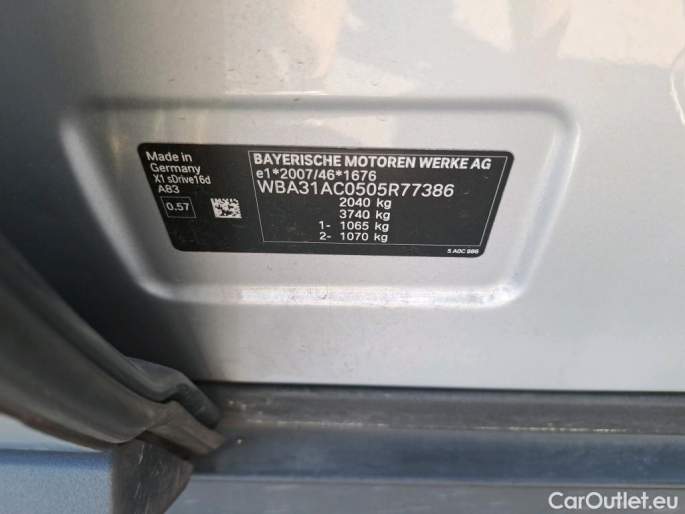 Made in
Germany
X1 sDrive16d
A83
0.57
BAYERISCHE MOTOREN WERKE AG
e1*2007/46*1676
WBA31AC0505R77386
2040 kg
3740 kg
1- 1065 kg
2- 1070 kg
5 A0C 986
CarOutlet.eu